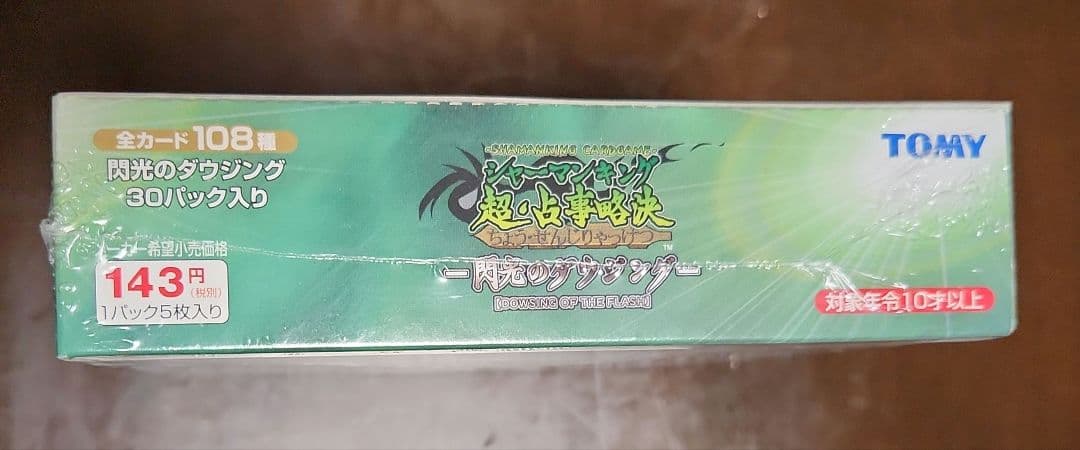 全カード108種
閃光のダウジング
30パック入り
ーカー希望小売価格
143円
(税別)
1パック5枚入り
-SHAMANKING CARDGAME-
シャーマンキング
超・占事略決
ちょう・せんじりゃっけつ
TM
ー閃光のダウジングー
[DOWSING OF THE FLASH]
TOMY
対象年令10才以上